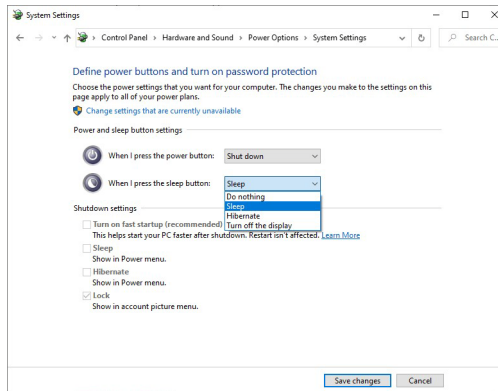 System Settings
Control Panel > Hardware and Sound > Power Options > System Settings
Search C...
Define power buttons and turn on password protection
Choose the power settings that you want for your computer. The changes you make to the settings on this
page apply to all of your power plans.
Change settings that are currently unavailable
Power and sleep button settings
When I press the power button: Shut down
When I press the sleep button: Sleep
Do nothing
Sleep
Hibernate
Turn off the display
Shutdown settings
Turn on fast startup (recommended)
This helps start your PC faster after shutdown. Restart isn't affected. Learn More
Sleep
Show in Power menu.
Hibernate
Show in Power menu.
Lock
Show in account picture menu.
Save changes Cancel